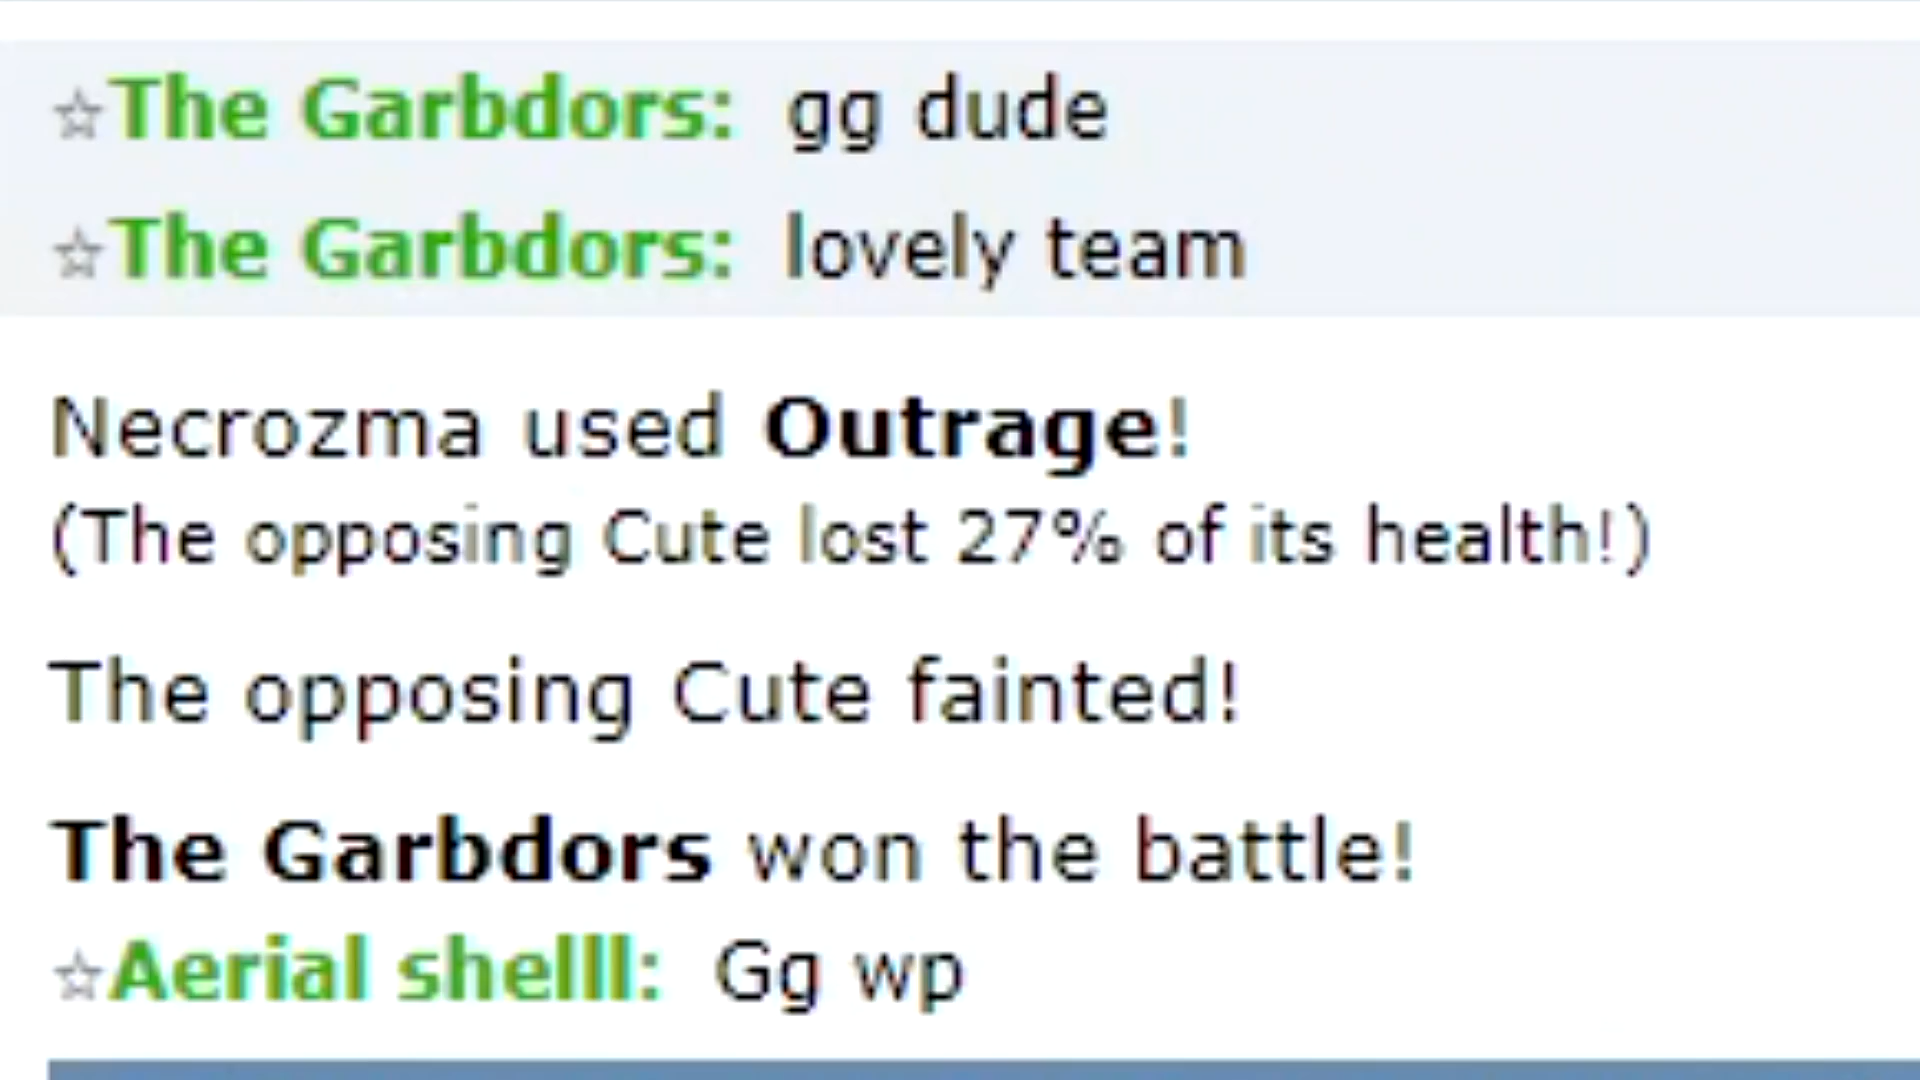 ☆The Garbdors: gg dude
☆The Garbdors: lovely team
Necrozma used Outrage!
(The opposing Cute lost 27% of its health!)
The opposing Cute fainted!
The Garbdors won the battle!
☆Aerial shelll: Gg wp